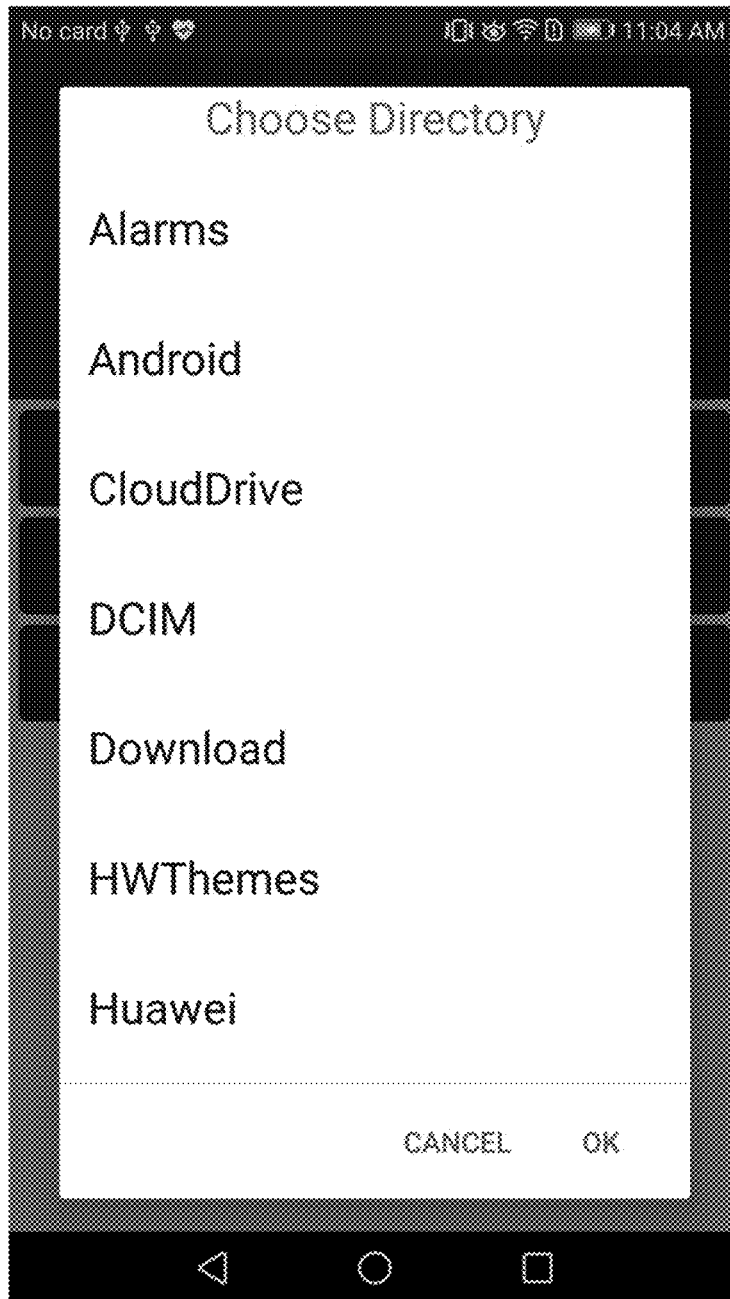 No card 11:04 AM
Choose Directory
Alarms
Android
CloudDrive
DCIM
Download
HWThemes
Huawei
CANCEL OK